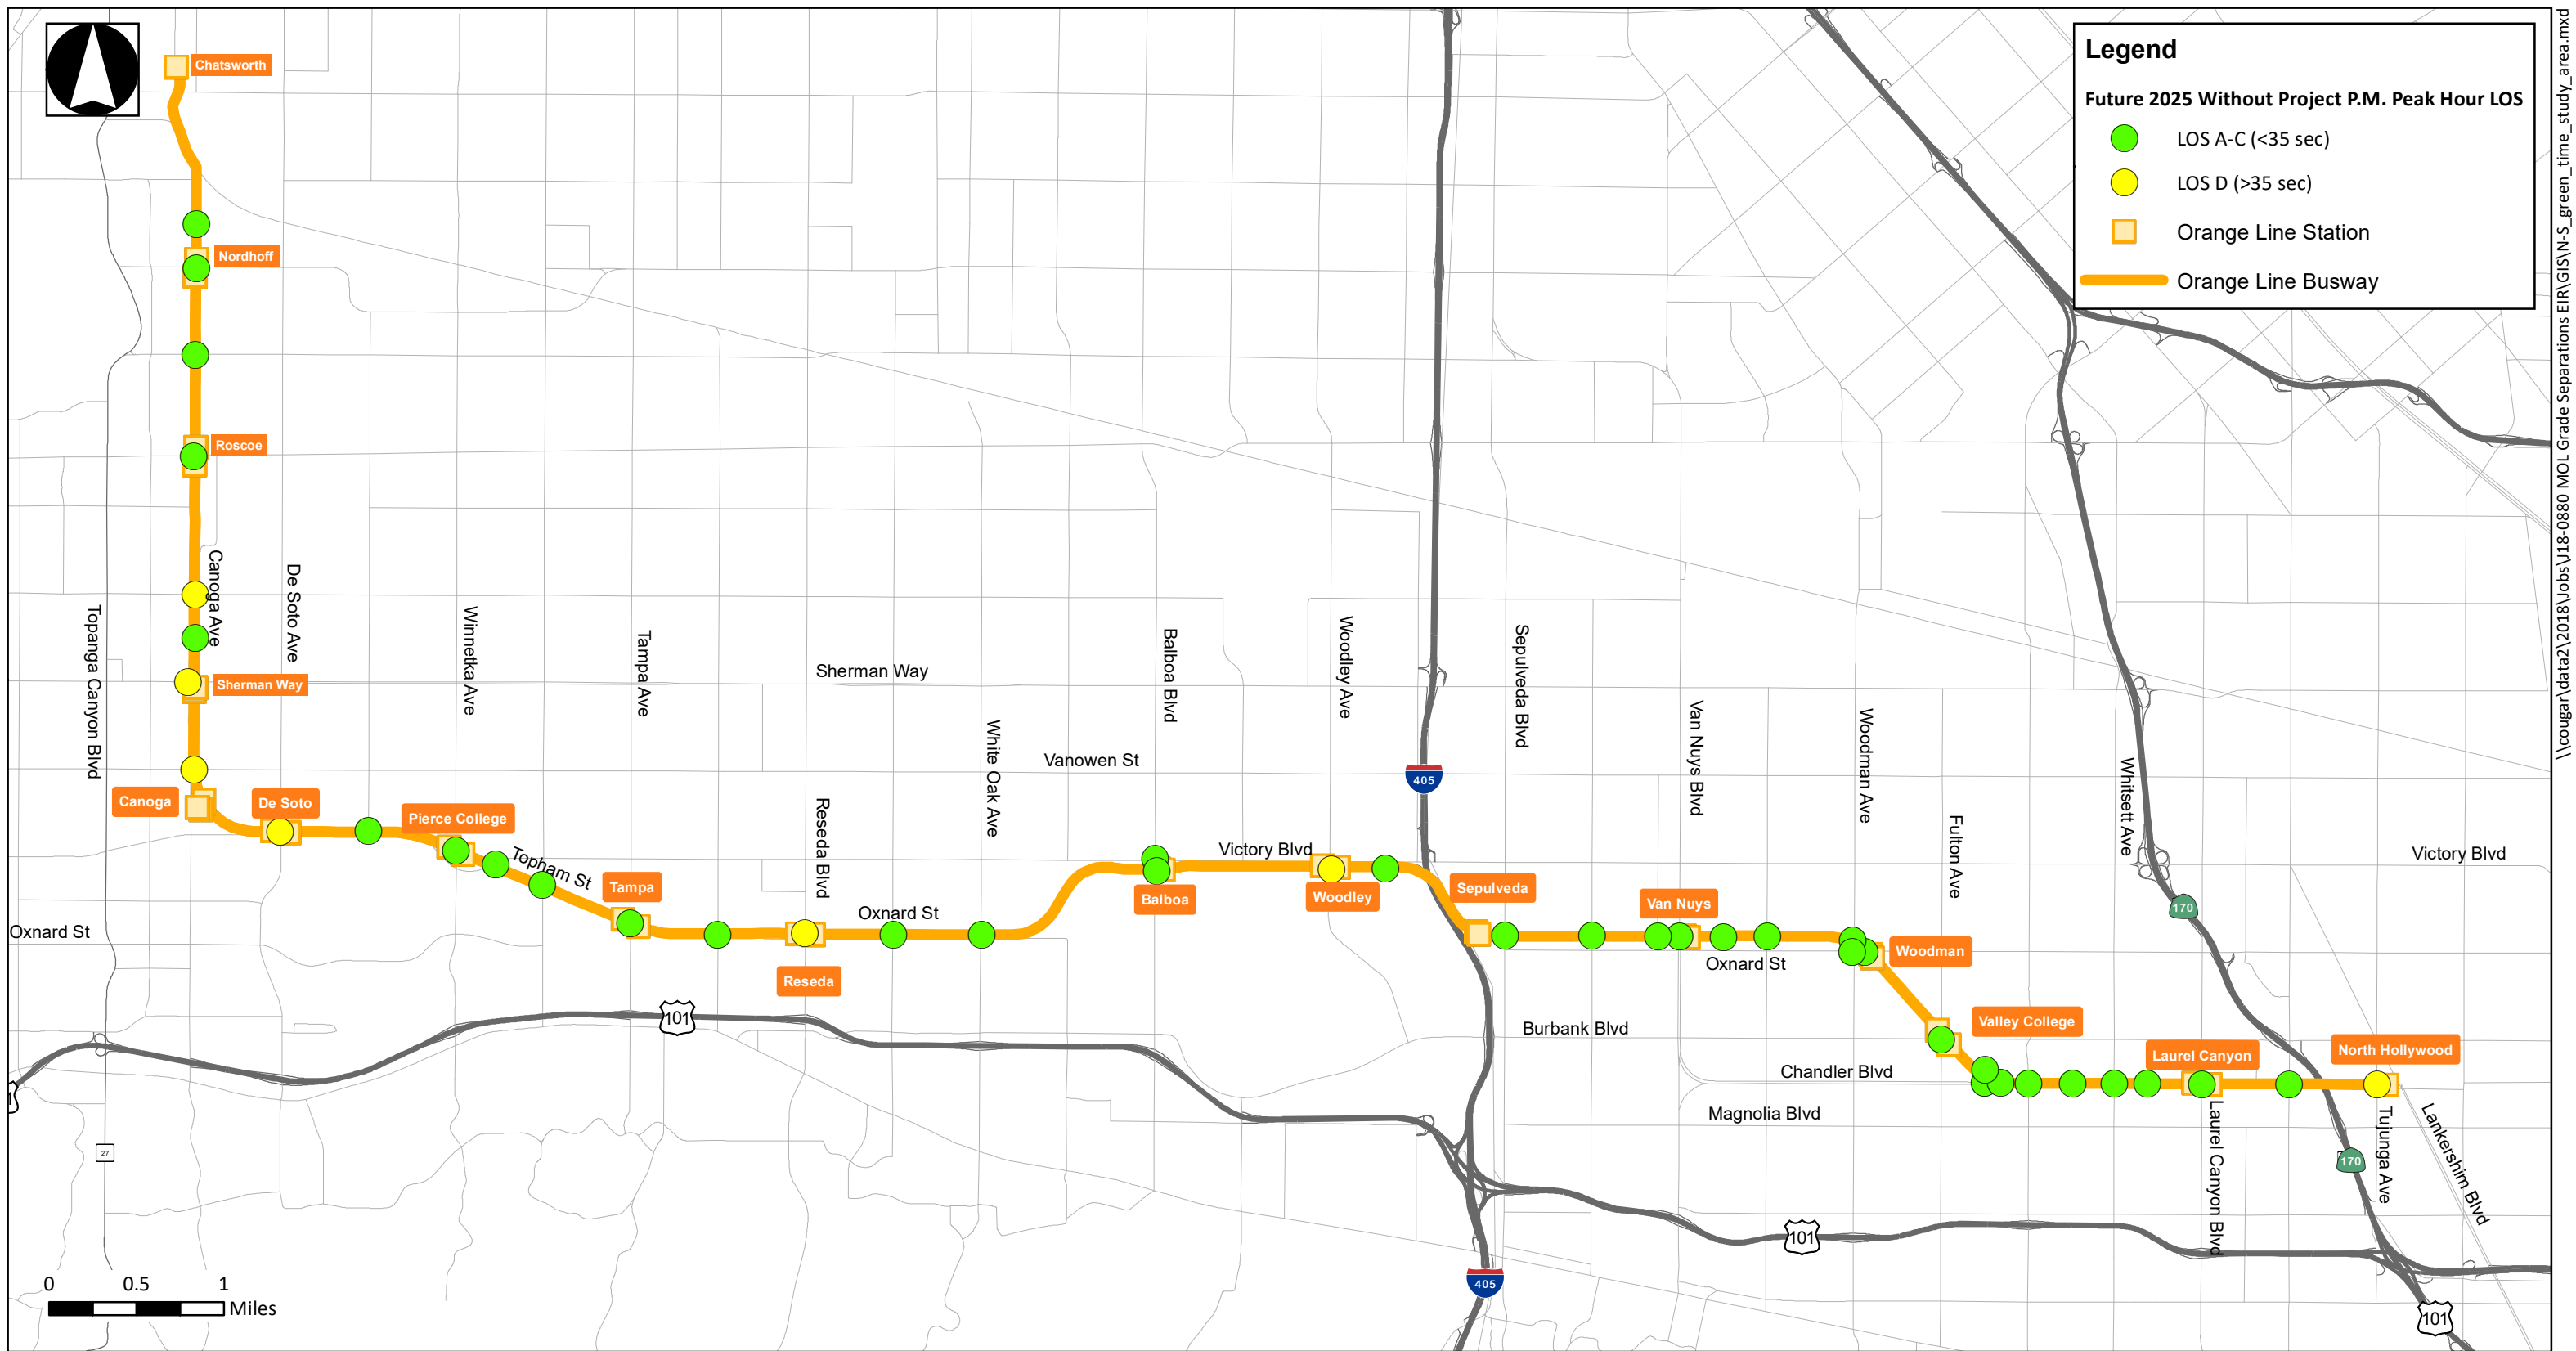 Chatsworth
Legend
Future 2025 Without Project P.M. Peak Hour LOS
LOS A-C (<35 sec)
LOS D (>35 sec)
Orange Line Station
Orange Line Busway
Nordhoff
Roscoe
Canoga Ave
De Soto Ave
Topanga Canyon Blvd
Winnetka Ave
Tampa Ave
Sherman Way
Sherman Way
Balboa Blvd
Woodley Ave
Sepulveda Blvd
White Oak Ave
Van Nuys Blvd
Woodman Ave
Vanowen St
405
Whitsett Ave
Canoga
De Soto
Pierce College
Reseda Blvd
Fulton Ave
Topham St
Victory Blvd
Victory Blvd
Tampa
Balboa
Woodley
Sepulveda
Van Nuys
170
Oxnard St
Oxnard St
Woodman
Oxnard St
Reseda
101
Burbank Blvd
Valley College
Laurel Canyon
North Hollywood
Chandler Blvd
Magnolia Blvd
1
27
Laurel Canyon Blvd
170
Tujunga Ave
Lankershim Blvd
101
405
101
0 0.5 1
Miles
\\cougar\data2\2018\Jobs\J18-0880 MOL Grade Separations EIR\GIS\N-S_green_time_study_area.mxd